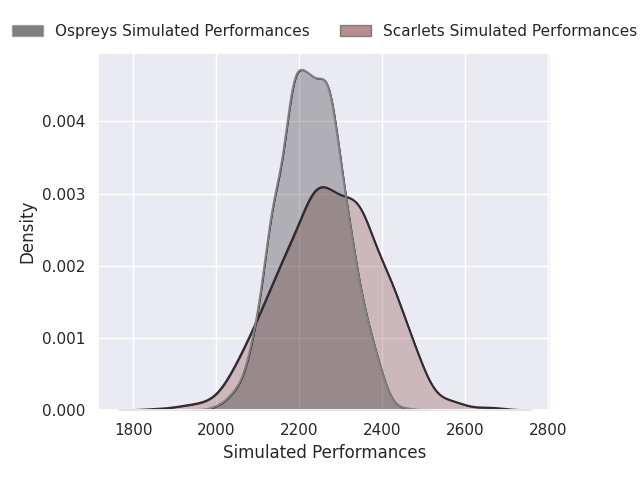 Ospreys Simulated Performances Scarlets Simulated Performances
0.004
0.003
0.002
0.001
0.000
Density
1800 2000 2200 2400 2600 2800
Simulated Performances